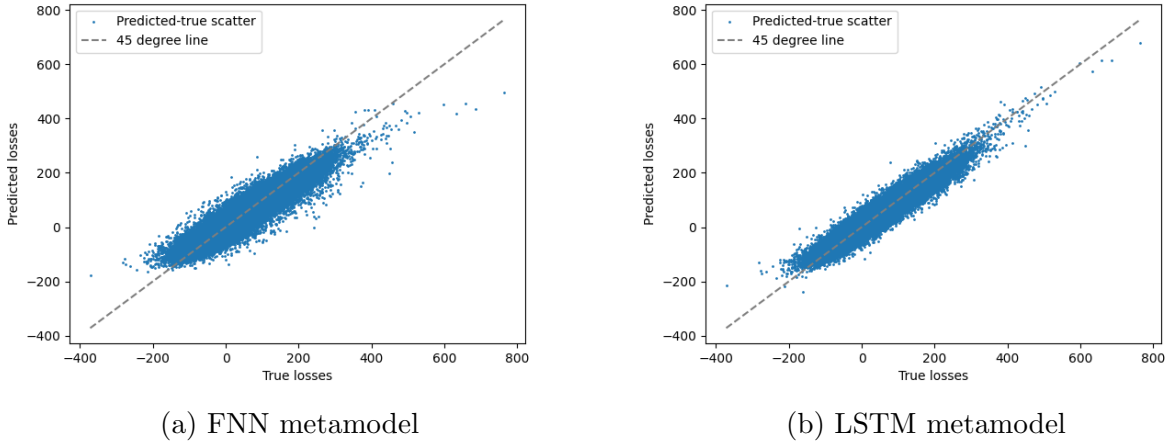 Predicted-true scatter
45 degree line
800
600
400
200
0
−200
−400
Predicted losses
−400
−200
0
200
400
600
800
True losses
(a) FNN metamodel
Predicted-true scatter
45 degree line
800
600
400
200
0
−200
−400
Predicted losses
−400
−200
0
200
400
600
800
True losses
(b) LSTM metamodel